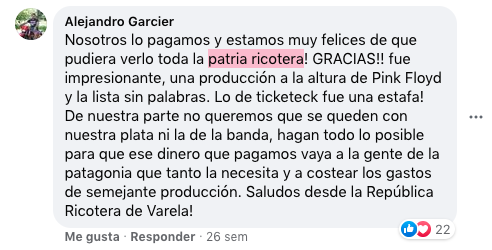 Alejandro Garcier
Nosotros lo pagamos y estamos muy felices de que
pudiera verlo toda la patria ricotera! GRACIAS!! fue
impresionante, una producción a la altura de Pink Floyd
y la lista sin palabras. Lo de ticketeck fue una estafa!
De nuestra parte no queremos que se queden con
nuestra plata ni la de la banda, hagan todo lo posible
para que ese dinero que pagamos vaya a la gente de la
patagonia que tanto la necesita y a costear los gastos
de semejante producción. Saludos desde la República
Ricotera de Varela!
22
Me gusta · Responder · 26 sem